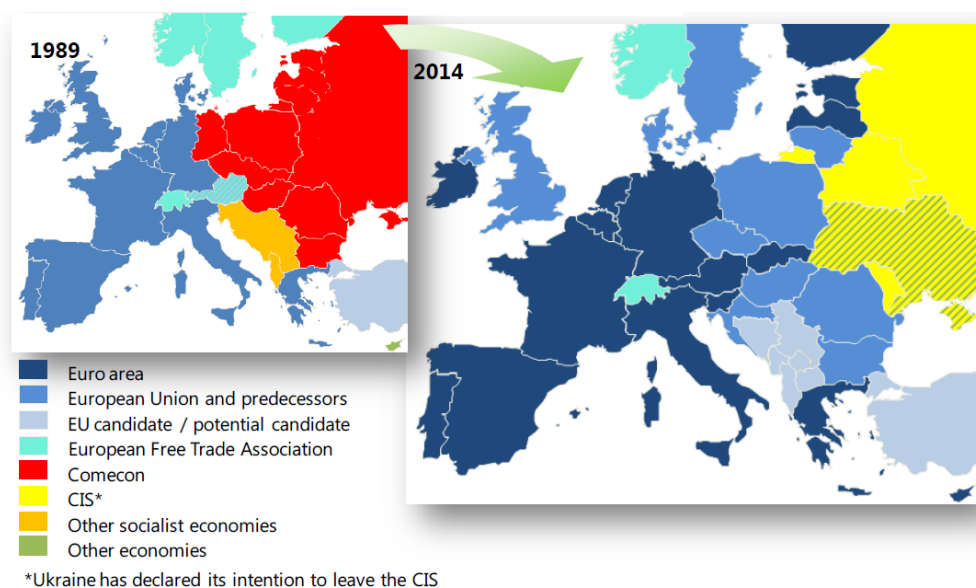 1989
2014
Euro area
European Union and predecessors
EU candidate / potential candidate
European Free Trade Association
Comecon
CIS*
Other socialist economies
Other economies
*Ukraine has declared its intention to leave the CIS